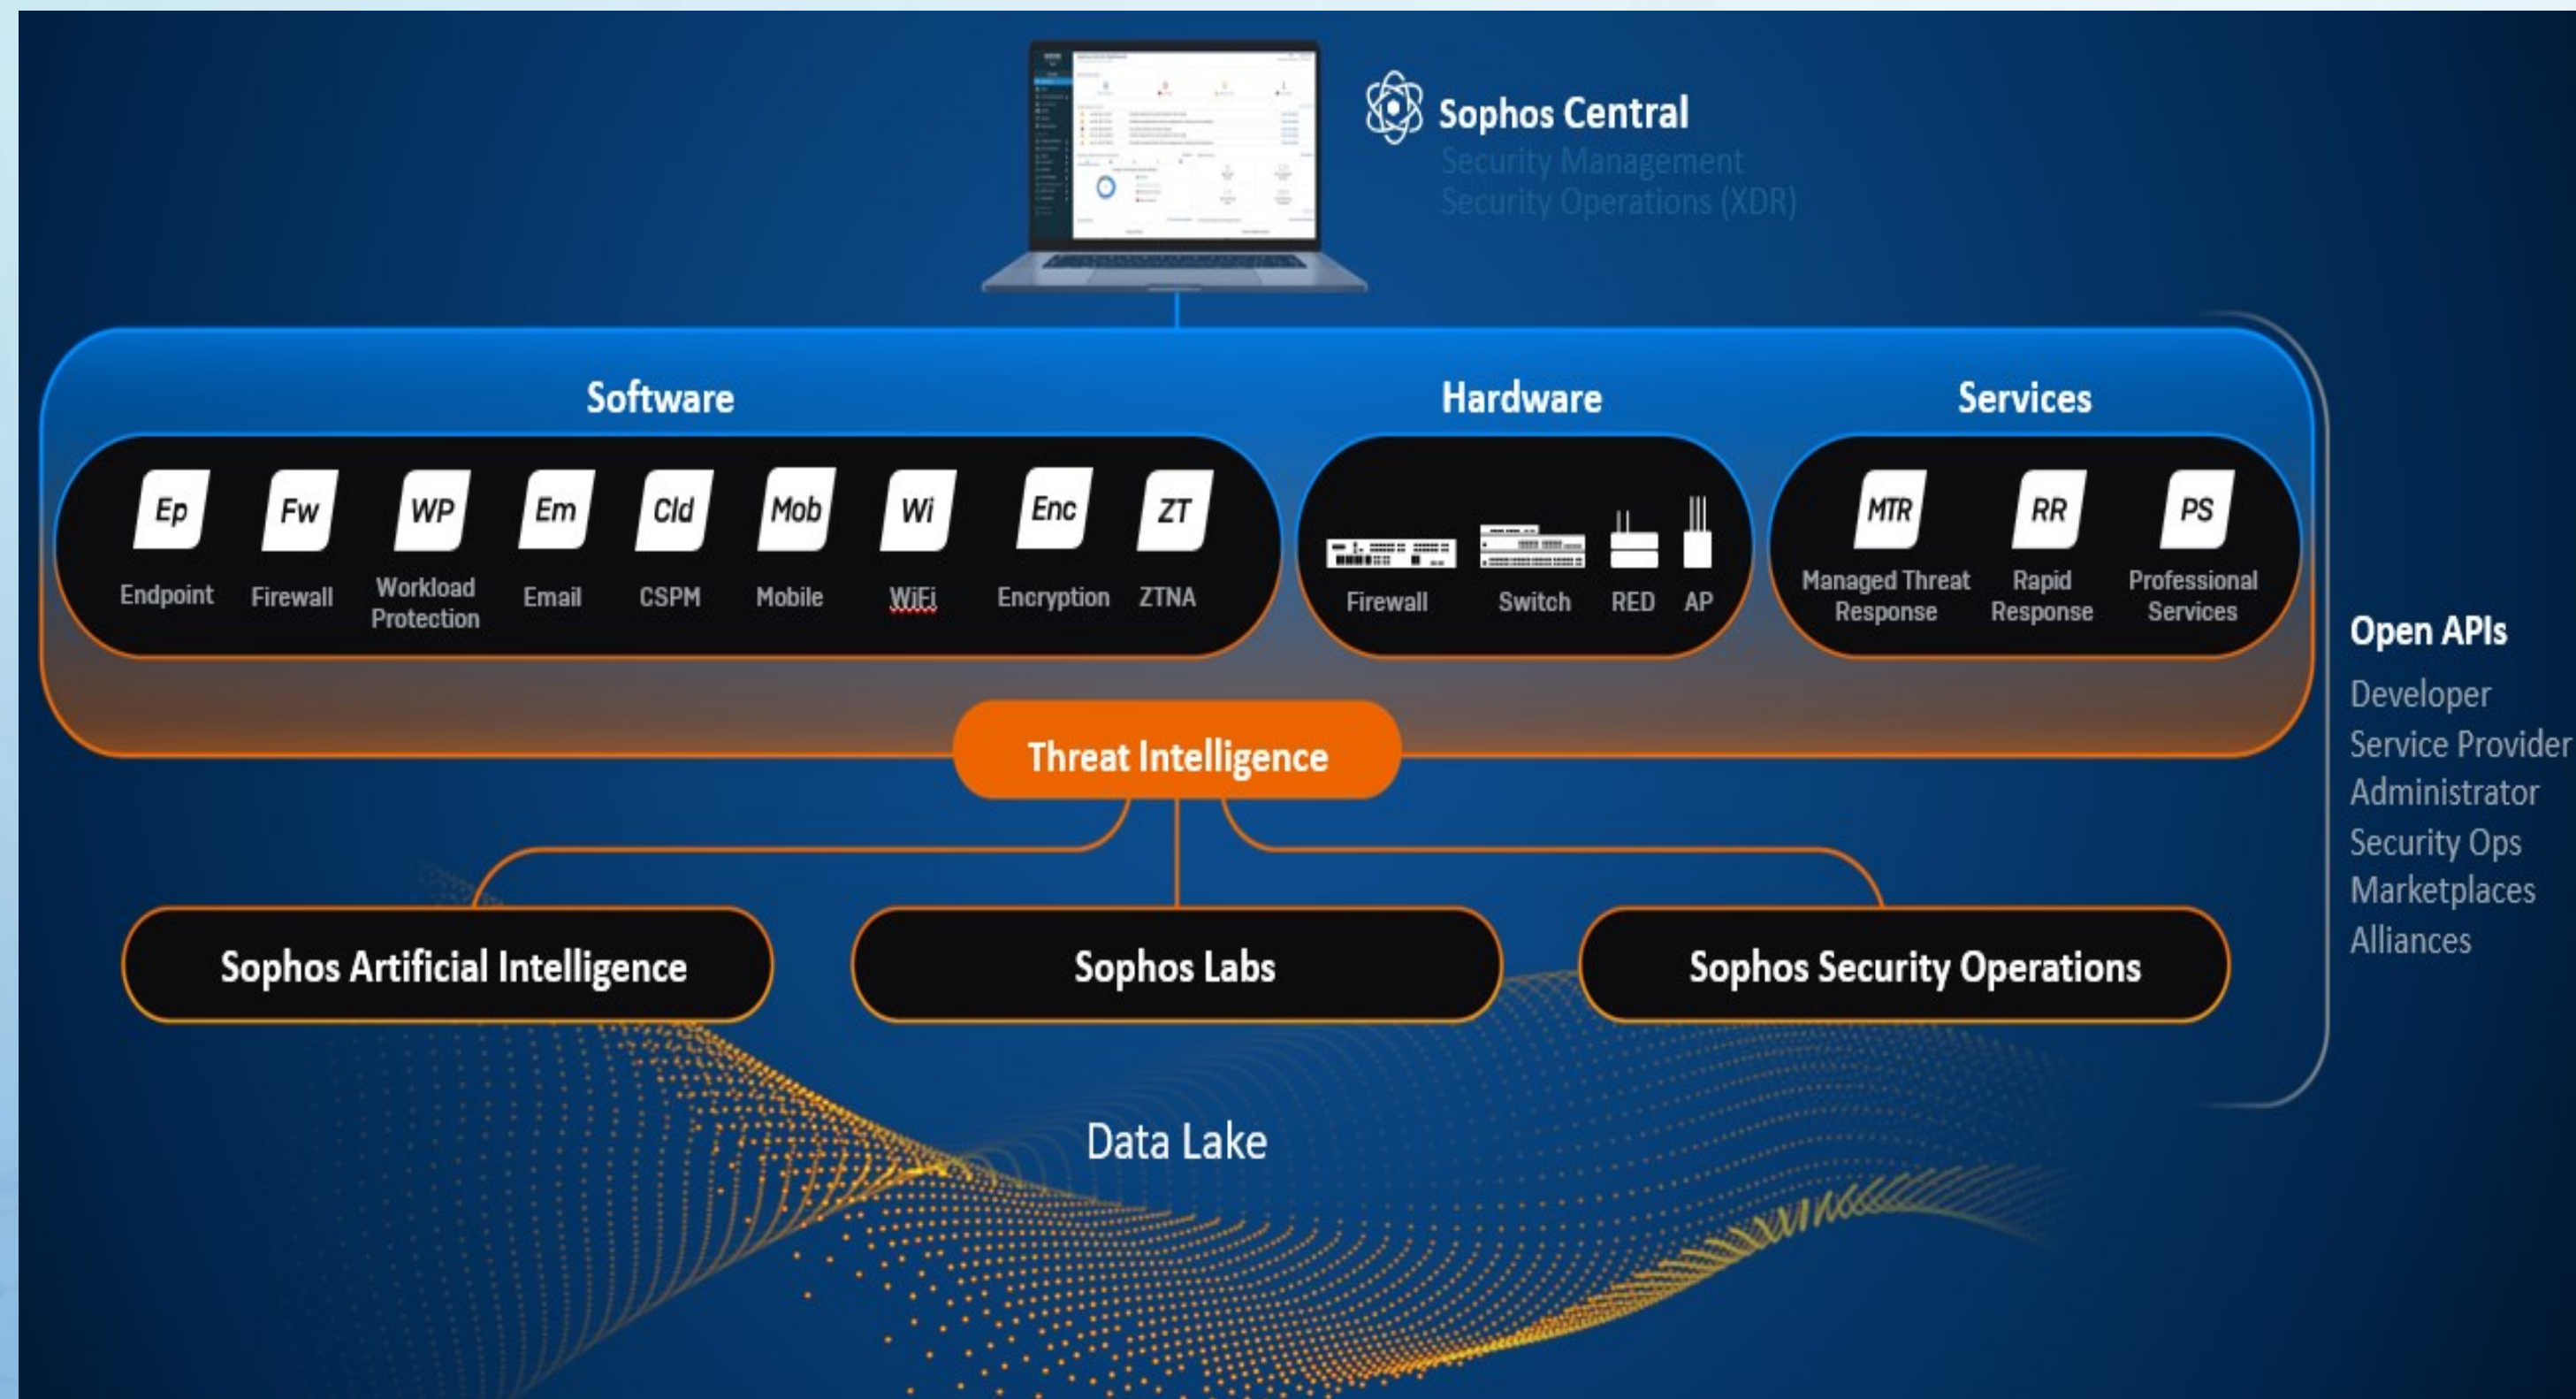 Sophos Central
Security Management
Security Operations (XDR)
Software
Hardware
Services
Ep
Fw
WP
Em
Cld
Mob
Wi
Enc
ZT
MTR
RR
PS
Endpoint
Firewall
Workload
Protection
Email
CSPM
Mobile
WiFi
Encryption
ZTNA
Firewall
Switch
RED
AP
Managed Threat
Response
Rapid
Response
Professional
Services
Threat Intelligence
Open APIs
Developer
Service Provider
Administrator
Security Ops
Marketplaces
Alliances
Sophos Artificial Intelligence
Sophos Labs
Sophos Security Operations
Data Lake